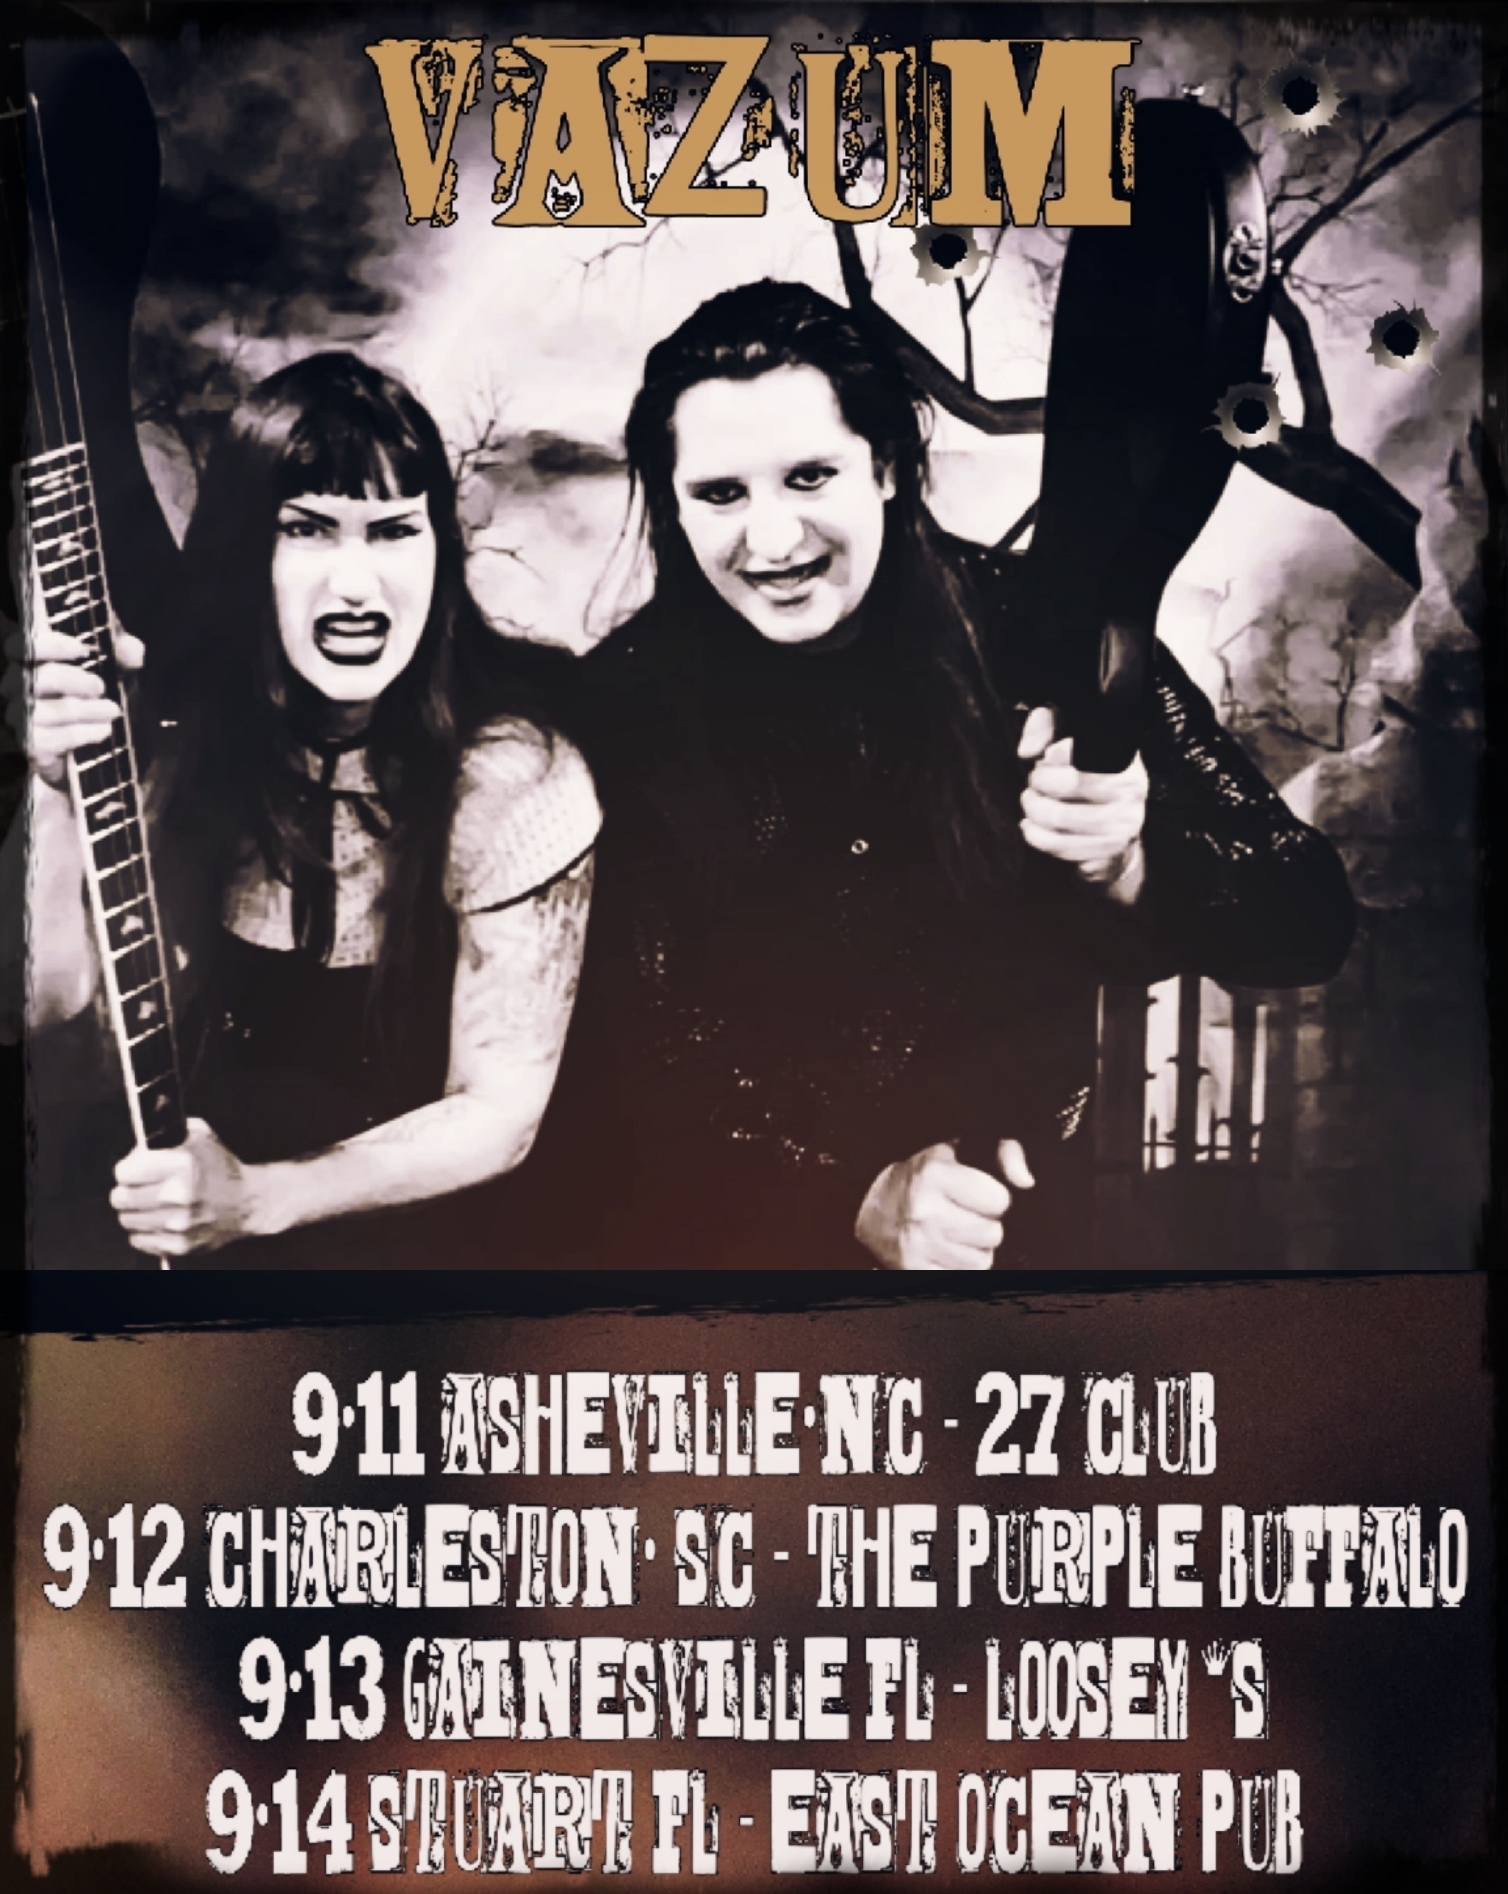 VAZUM
9·11 ASHEVILLE·NC - 27 CLUB
9·12 CHARLESTON· SC - THE PURPLE BUFFALO
9·13 GAINESVILLE FL - LOOSEY'S
9·14 STUART FL - EAST OCEAN PUB